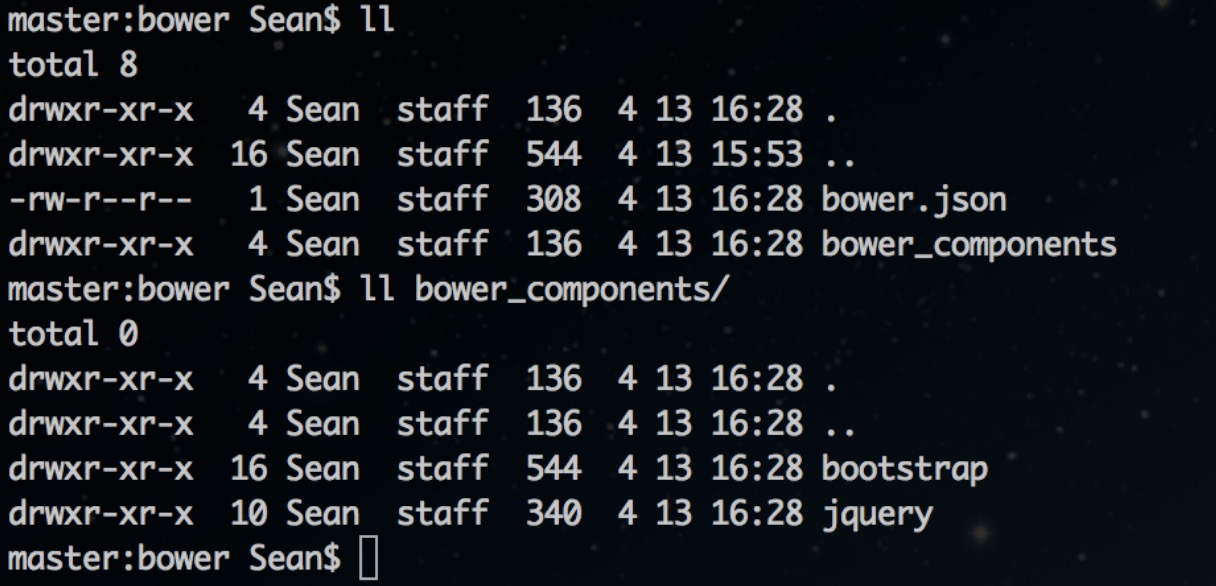 master:bower Sean$ ll
total 8
drwxr-xr-x   4 Sean  staff  136  4 13 16:28 .
drwxr-xr-x  16 Sean  staff  544  4 13 15:53 ..
-rw-r--r--   1 Sean  staff  308  4 13 16:28 bower.json
drwxr-xr-x   4 Sean  staff  136  4 13 16:28 bower_components
master:bower Sean$ ll bower_components/
total 0
drwxr-xr-x   4 Sean  staff  136  4 13 16:28 .
drwxr-xr-x   4 Sean  staff  136  4 13 16:28 ..
drwxr-xr-x  16 Sean  staff  544  4 13 16:28 bootstrap
drwxr-xr-x  10 Sean  staff  340  4 13 16:28 jquery
master:bower Sean$